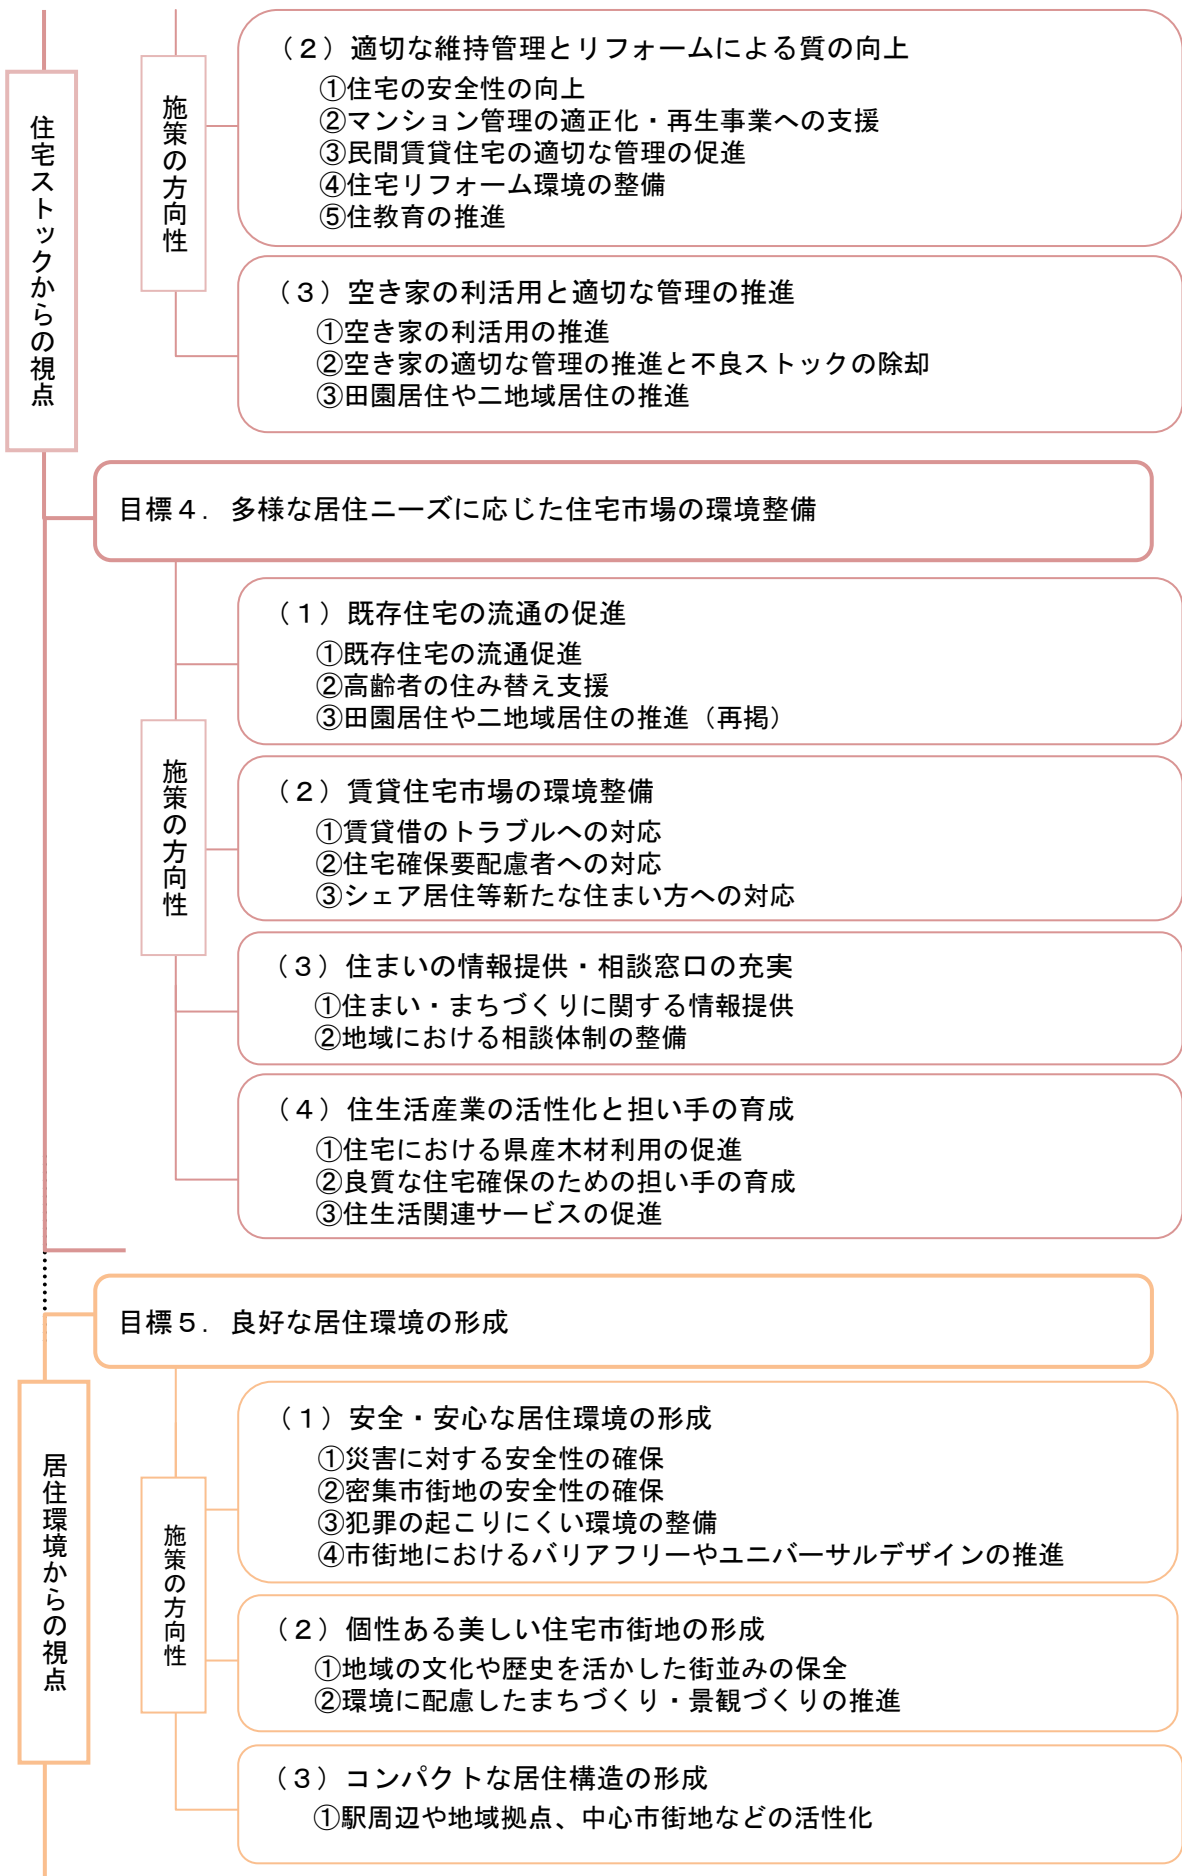 住宅ストックからの視点
施策の方向性
（２）適切な維持管理とリフォームによる質の向上
①住宅の安全性の向上
②マンション管理の適正化・再生事業への支援
③民間賃貸住宅の適切な管理の促進
④住宅リフォーム環境の整備
⑤住教育の推進
（３）空き家の利活用と適切な管理の推進
①空き家の利活用の推進
②空き家の適切な管理の推進と不良ストックの除却
③田園居住や二地域居住の推進
目標４．多様な居住ニーズに応じた住宅市場の環境整備
施策の方向性
（１）既存住宅の流通の促進
①既存住宅の流通促進
②高齢者の住み替え支援
③田園居住や二地域居住の推進（再掲）
（２）賃貸住宅市場の環境整備
①賃貸借のトラブルへの対応
②住宅確保要配慮者への対応
③シェア居住等新たな住まい方への対応
（３）住まいの情報提供・相談窓口の充実
①住まい・まちづくりに関する情報提供
②地域における相談体制の整備
（４）住生活産業の活性化と担い手の育成
①住宅における県産木材利用の促進
②良質な住宅確保のための担い手の育成
③住生活関連サービスの促進
目標５．良好な居住環境の形成
居住環境からの視点
施策の方向性
（１）安全・安心な居住環境の形成
①災害に対する安全性の確保
②密集市街地の安全性の確保
③犯罪の起こりにくい環境の整備
④市街地におけるバリアフリーやユニバーサルデザインの推進
（２）個性ある美しい住宅市街地の形成
①地域の文化や歴史を活かした街並みの保全
②環境に配慮したまちづくり・景観づくりの推進
（３）コンパクトな居住構造の形成
①駅周辺や地域拠点、中心市街地などの活性化